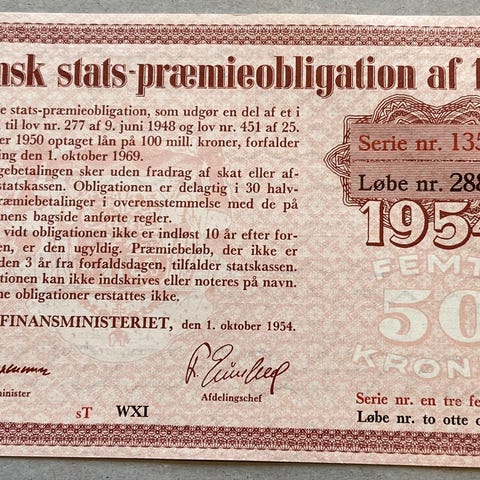 nsk stats-præmieobligation af 1
e stats-præmieobligation, som udgør en del af et i
til lov nr. 277 af 9. juni 1948 og lov nr. 451 af 25.
er 1950 optaget lån på 100 mill. kroner, forfalder
ing den 1. oktober 1969.
gebetalingen sker uden fradrag af skat eller af-
statskassen. Obligationen er delagtig i 30 halv-
præmiebetalinger i overensstemmelse med de på
nens bagside anførte regler.
vidt obligationen ikke er indløst 10 år efter for-
en, er den ugyldig. Præmiebeløb, der ikke er
den 3 år fra forfaldsdagen, tilfalder statskassen.
tionen kan ikke indskrives eller noteres på navn.
ne obligationer erstattes ikke.
FINANSMINISTERIET, den 1. oktober 1954.
minister
Afdelingschef
sT WXI
Serie nr. 135
Løbe nr. 288
1954
FEMT
50
KRONE
Serie nr. en tre fe
Løbe nr. to otte o